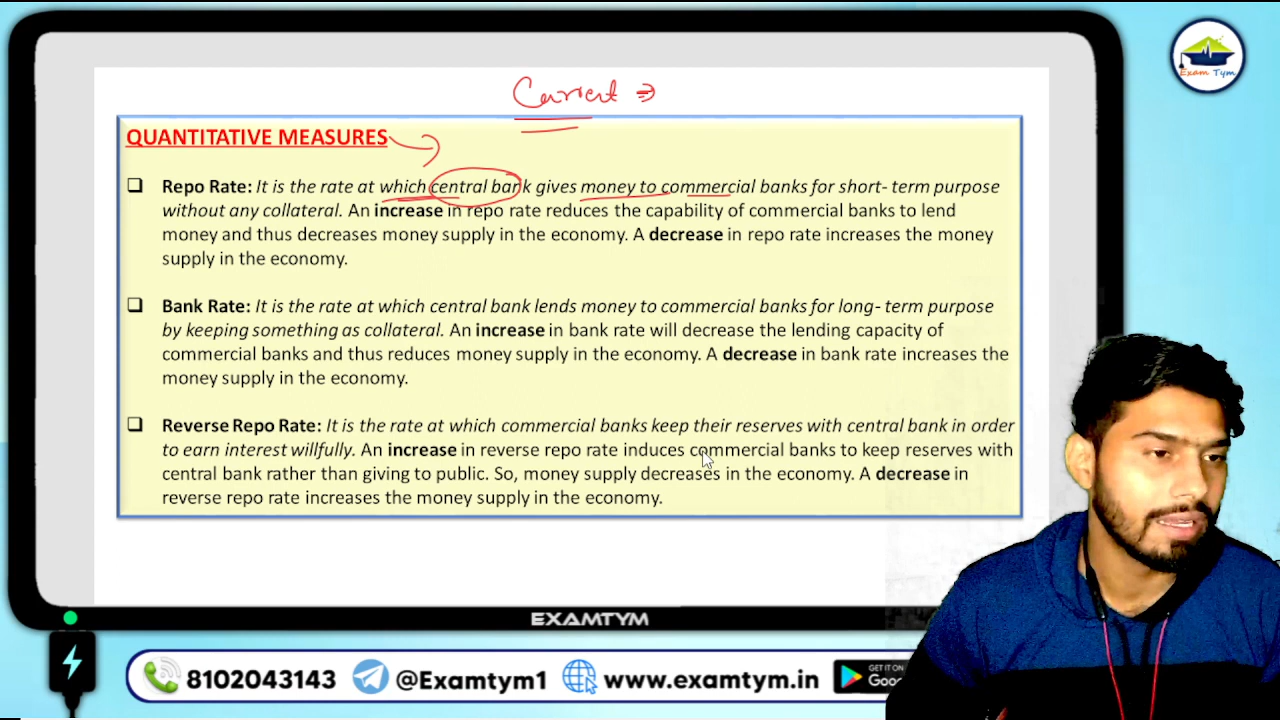 Current ⇒
Exam Tym
QUANTITATIVE MEASURES
❑ Repo Rate: It is the rate at which central bank gives money to commercial banks for short- term purpose
without any collateral. An increase in repo rate reduces the capability of commercial banks to lend
money and thus decreases money supply in the economy. A decrease in repo rate increases the money
supply in the economy.
❑ Bank Rate: It is the rate at which central bank lends money to commercial banks for long- term purpose
by keeping something as collateral. An increase in bank rate will decrease the lending capacity of
commercial banks and thus reduces money supply in the economy. A decrease in bank rate increases the
money supply in the economy.
❑ Reverse Repo Rate: It is the rate at which commercial banks keep their reserves with central bank in order
to earn interest willfully. An increase in reverse repo rate induces commercial banks to keep reserves with
central bank rather than giving to public. So, money supply decreases in the economy. A decrease in
reverse repo rate increases the money supply in the economy.
EXAMTYM
8102043143 @Examtym1 www.examtym.in GET IT ON
Goo